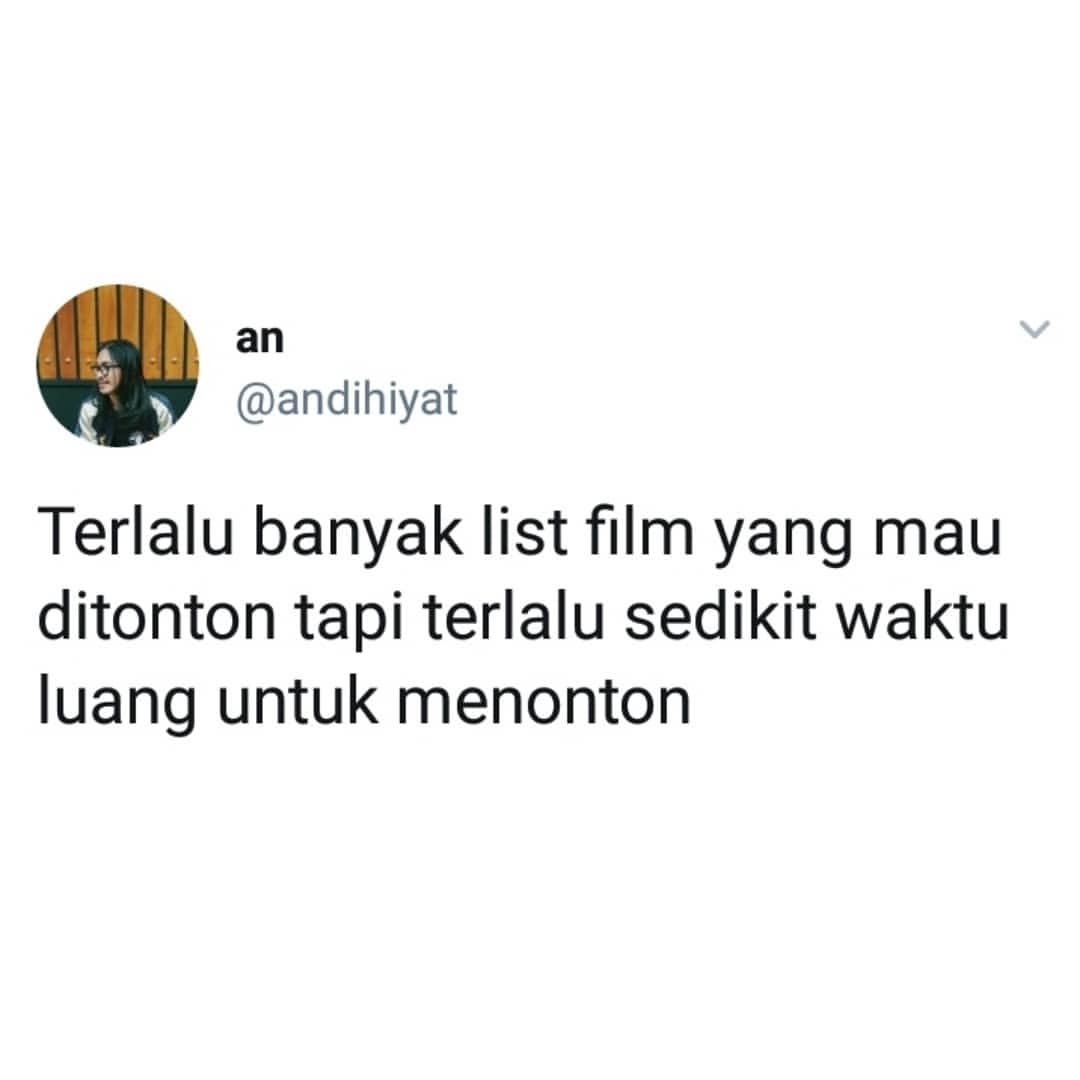 an
@andihiyat
Terlalu banyak list film yang mau
ditonton tapi terlalu sedikit waktu
luang untuk menonton